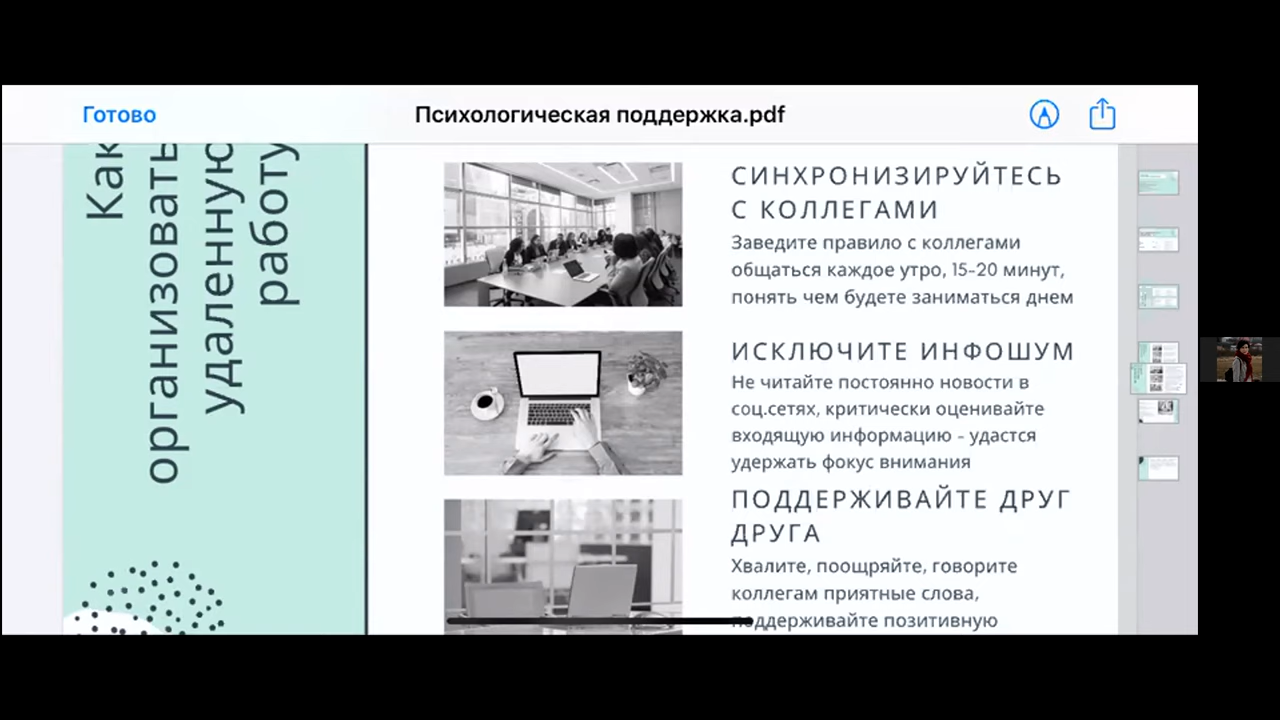 Готово
Психологическая поддержка.pdf
Как
организовать
удаленную
работу
СИНХРОНИЗИРУЙТЕСЬ
С КОЛЛЕГАМИ
Заведите правило с коллегами
общаться каждое утро, 15-20 минут,
понять чем будете заниматься днем
ИСКЛЮЧИТЕ ИНФОШУМ
Не читайте постоянно новости в
соц.сетях, критически оценивайте
входящую информацию - удастся
удержать фокус внимания
ПОДДЕРЖИВАЙТЕ ДРУГ
ДРУГА
Хвалите, поощряйте, говорите
коллегам приятные слова,
поддерживайте позитивную